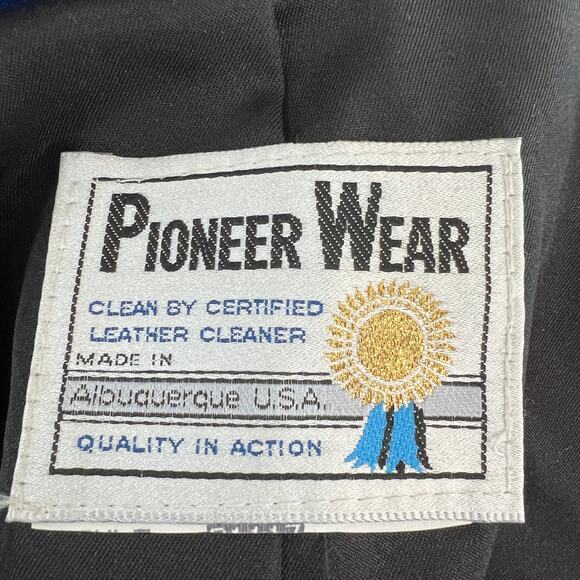 PIONEER WEAR
CLEAN BY CERTIFIED
LEATHER CLEANER
MADE IN
Albuquerque U.S.A.
QUALITY IN ACTION